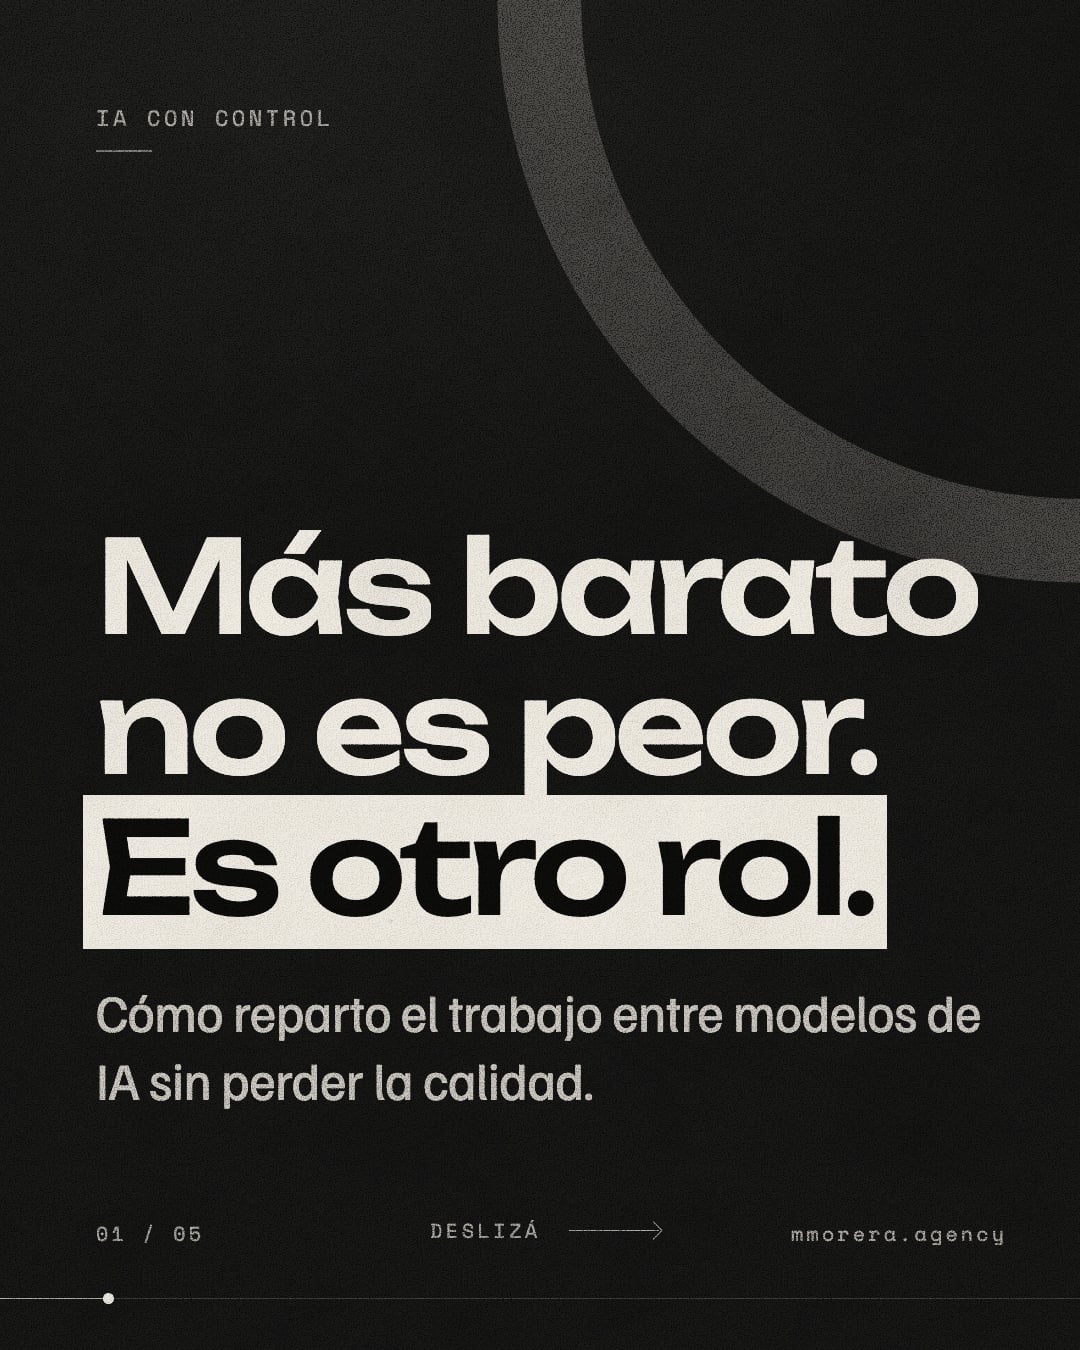 IA CON CONTROL
Más barato
no es peor.
Es otro rol.
Cómo reparto el trabajo entre modelos de
IA sin perder la calidad.
01 / 05
DESLIZÁ
mmorera.agency